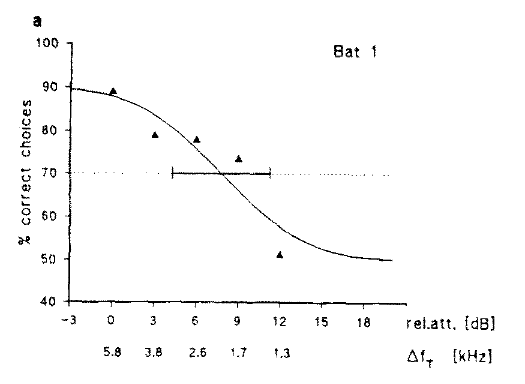 a
Bat 1
100
90
80
70
60
50
40
% correct choices
-3 0 3 6 9 12 15 18 rel.att. [dB]
5.8 3.8 2.6 1.7 1.3 Δf_T [kHz]